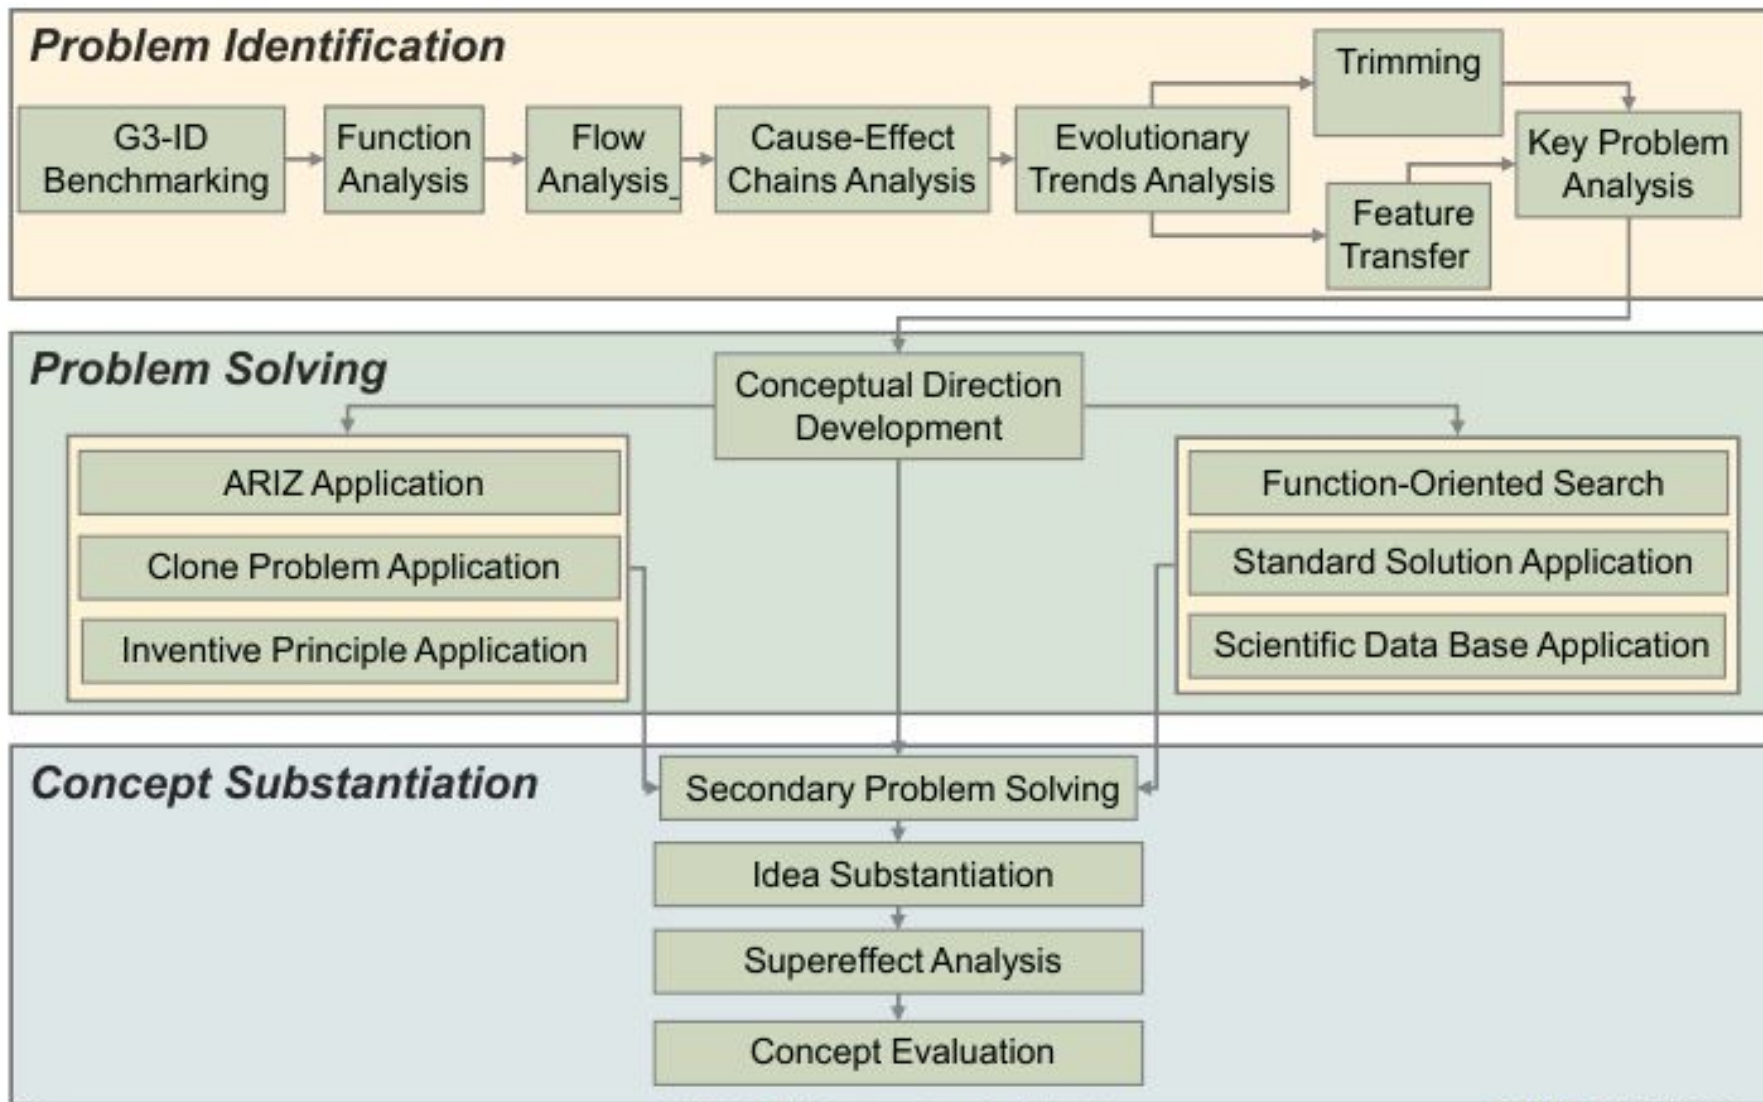 Problem Identification
G3-ID
Benchmarking
Function
Analysis
Flow
Analysis_
Cause-Effect
Chains Analysis
Evolutionary
Trends Analysis
Trimming
Feature
Transfer
Key Problem
Analysis
Problem Solving
Conceptual Direction
Development
ARIZ Application
Clone Problem Application
Inventive Principle Application
Function-Oriented Search
Standard Solution Application
Scientific Data Base Application
Concept Substantiation
Secondary Problem Solving
Idea Substantiation
Supereffect Analysis
Concept Evaluation